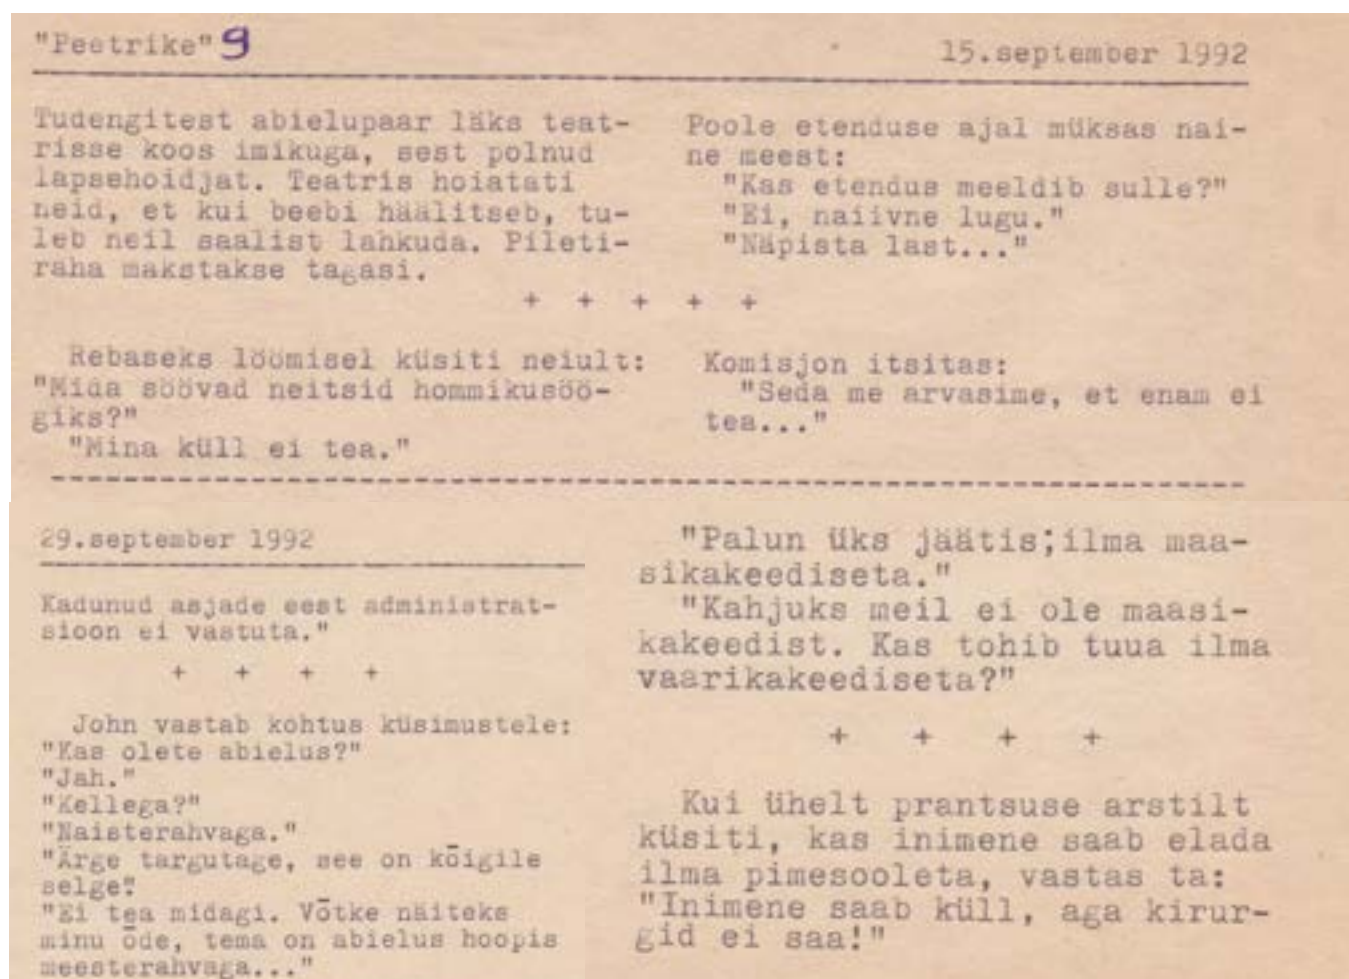 "Peetrike" 9
15.september 1992
Tudengitest abielupaar läks teat-
risse koos imikuga, sest polnud
lapsehoidjat. Teatris hoiatati
neid, et kui beebi häälitseb, tu-
leb neil saalist lahkuda. Pileti-
raha makstakse tagasi.
Poole etenduse ajal müksas nai-
ne meest:
"Kas etendus meeldib sulle?"
"Ei, naiivne lugu."
"Näpista last..."
+ + + + +
Rebaseks löömisel küsiti neiult:
"Mida söövad neitsid hommikusöö-
giks?"
"Mina küll ei tea."
Komisjon itsitas:
"Seda me arvasime, et enam ei
tea..."
29.september 1992
Kadunud asjade eest administrat-
sioon ei vastuta."
+ + + +
John vastab kohtus küsimustele:
"Kas olete abielus?"
"Jah."
"Kellega?"
"Naisterahvaga."
"Ärge targutage, see on kõigile
selge"
"Ei tea midagi. Võtke näiteks
minu õde, tema on abielus hoopis
meesterahvaga..."
"Palun üks jäätis;ilma maa-
sikakeediseta."
"Kahjuks meil ei ole maasi-
kakeedist. Kas tohib tuua ilma
vaarikakeediseta?"
+ + + +
Kui ühelt prantsuse arstilt
küsiti, kas inimene saab elada
ilma pimesooleta, vastas ta:
"Inimene saab küll, aga kirur-
gid ei saa!"